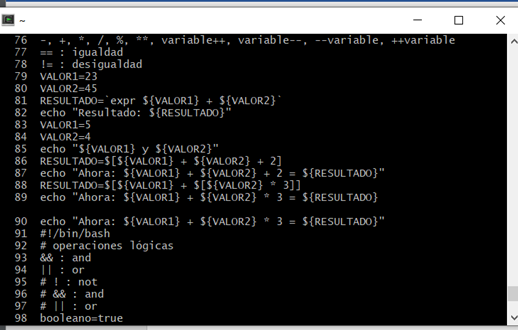 ~
76 -, +, *, /, %, **, variable++, variable--, --variable, ++variable
77 == : igualdad
78 != : desigualdad
79 VALOR1=23
80 VALOR2=45
81 RESULTADO=`expr ${VALOR1} + ${VALOR2}`
82 echo "Resultado: ${RESULTADO}"
83 VALOR1=5
84 VALOR2=4
85 echo "${VALOR1} y ${VALOR2}"
86 RESULTADO=$[${VALOR1} + ${VALOR2} + 2]
87 echo "Ahora: ${VALOR1} + ${VALOR2} + 2 = ${RESULTADO}"
88 RESULTADO=$[${VALOR1} + $[${VALOR2} * 3]]
89 echo "Ahora: ${VALOR1} + ${VALOR2} * 3 = ${RESULTADO}
90 echo "Ahora: ${VALOR1} + ${VALOR2} * 3 = ${RESULTADO}"
91 #!/bin/bash
92 # operaciones lógicas
93 && : and
94 || : or
95 # ! : not
96 # && : and
97 # || : or
98 booleano=true